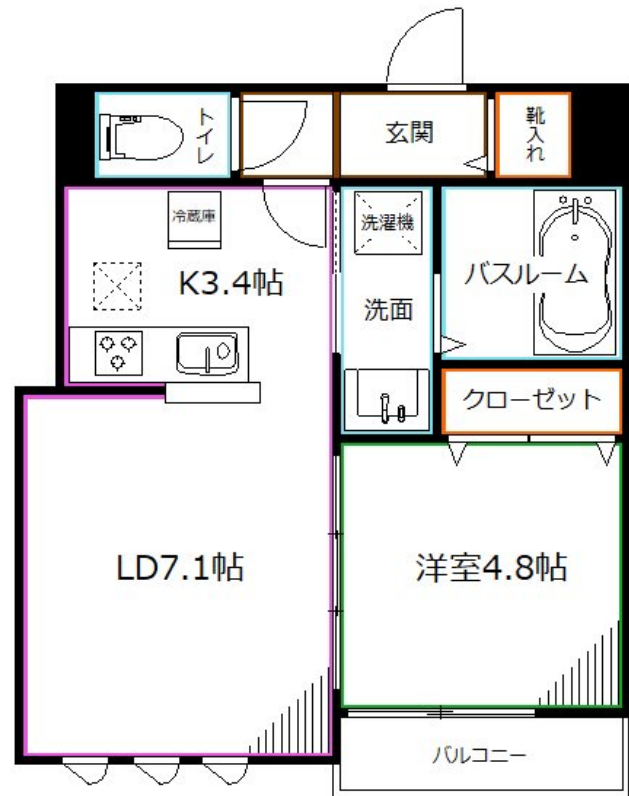 トイレ
玄関
靴入れ
冷蔵庫
洗濯機
K3.4帖
バスルーム
洗面
クローゼット
LD7.1帖
洋室4.8帖
バルコニー